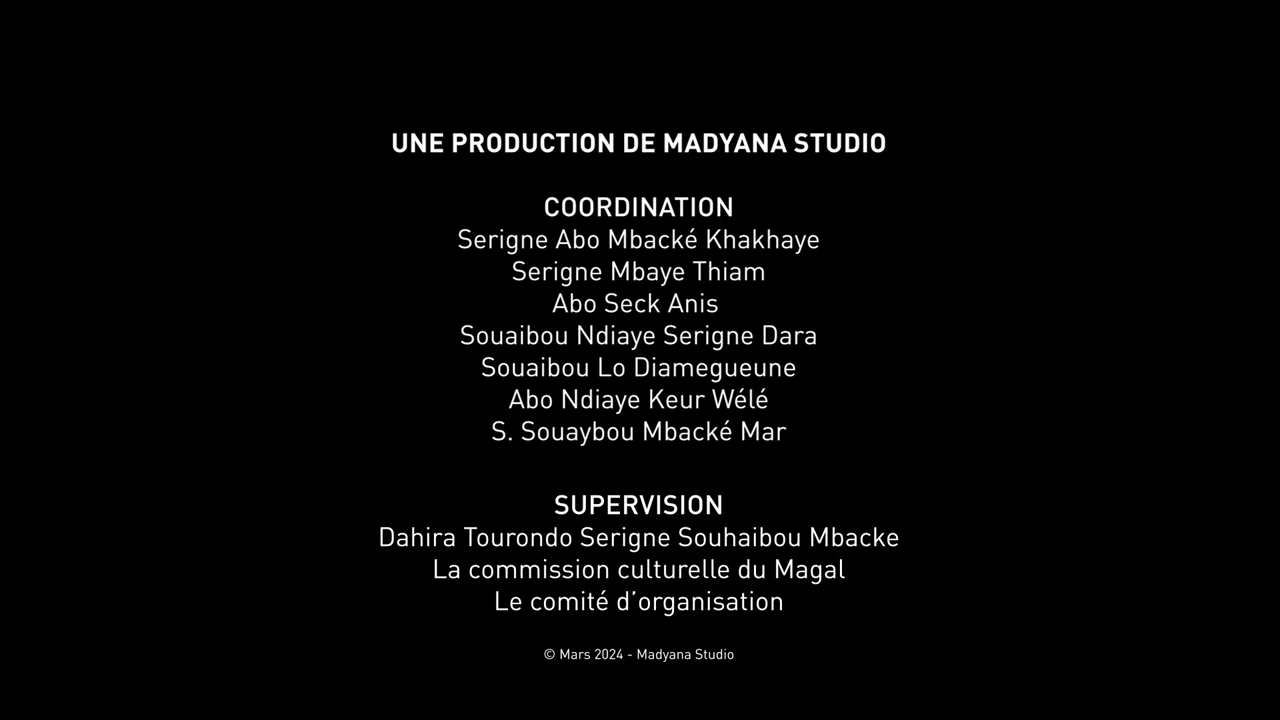 UNE PRODUCTION DE MADYANA STUDIO
COORDINATION
Serigne Abo Mbacké Khakhaye
Serigne Mbaye Thiam
Abo Seck Anis
Souaibou Ndiaye Serigne Dara
Souaibou Lo Diamegueune
Abo Ndiaye Keur Wélé
S. Souaybou Mbacké Mar
SUPERVISION
Dahira Tourondo Serigne Souhaibou Mbacke
La commission culturelle du Magal
Le comité d’organisation
© Mars 2024 - Madyana Studio